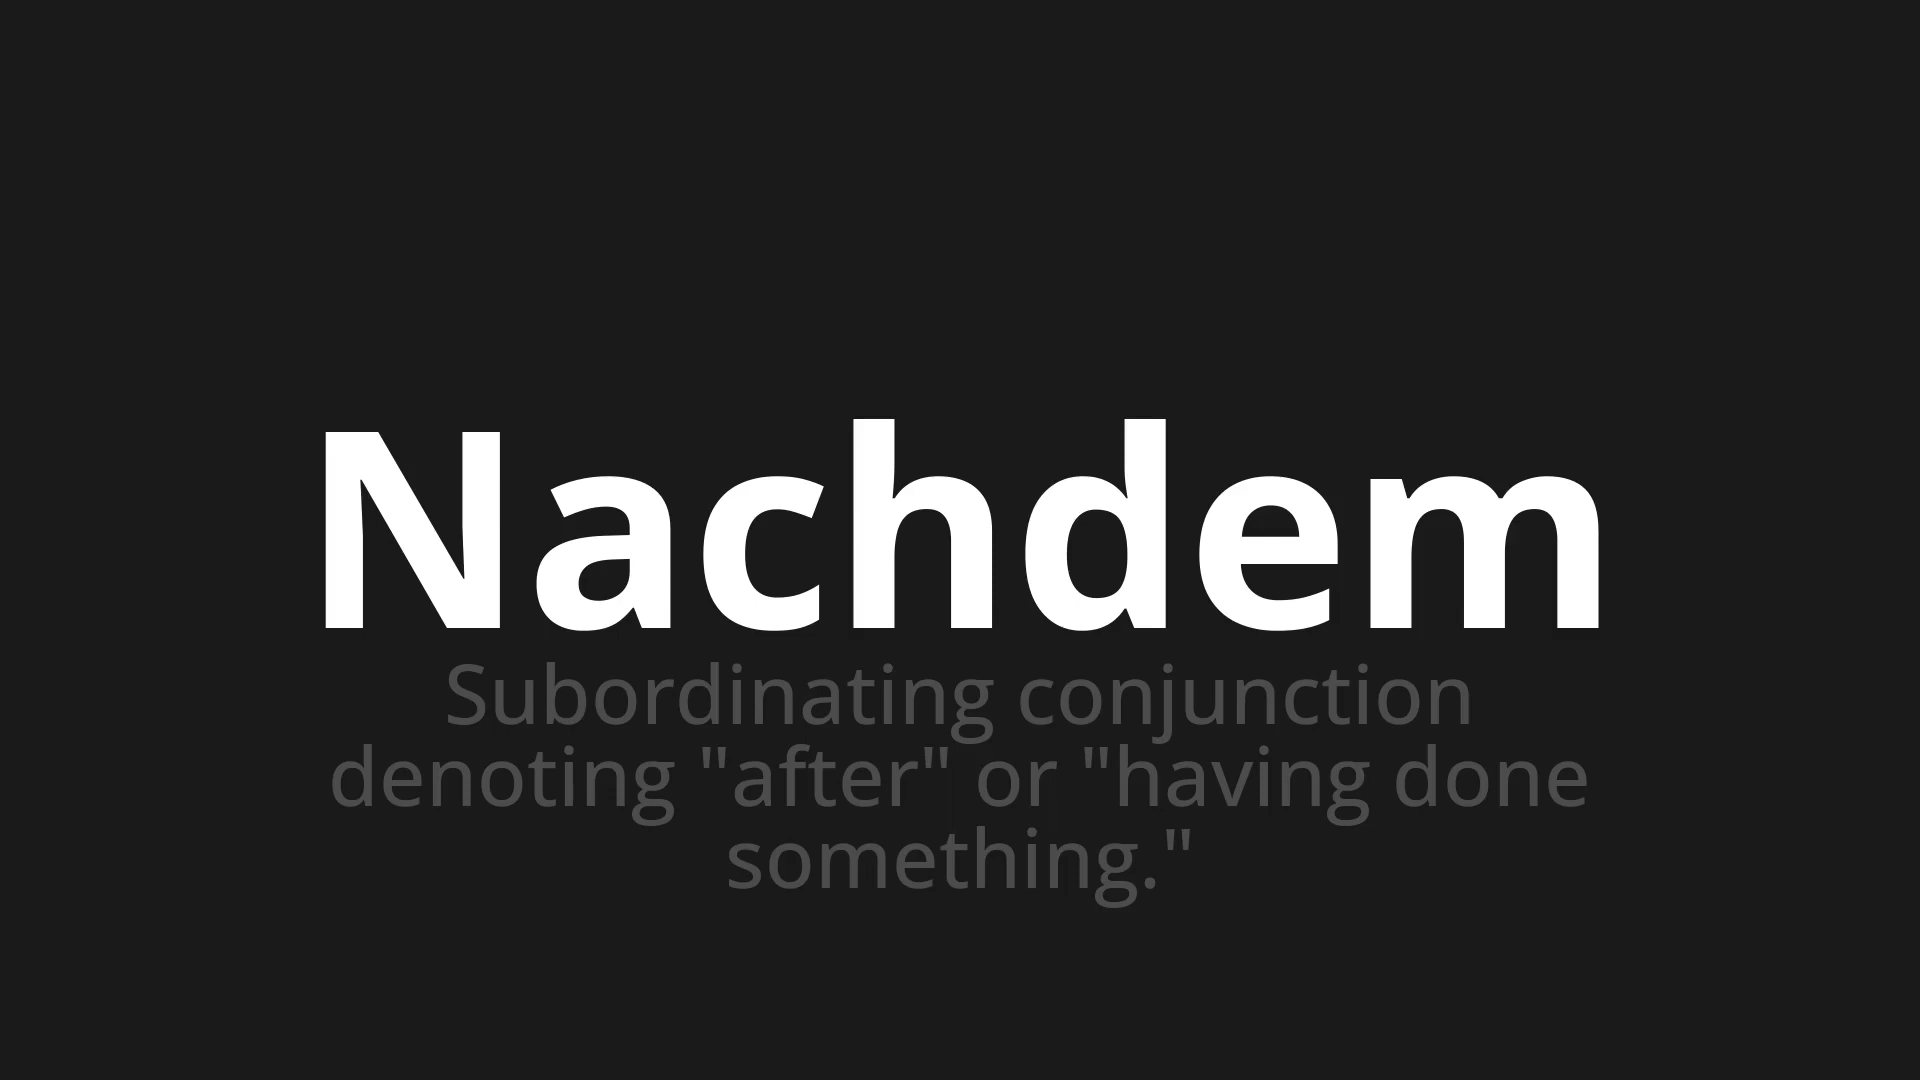 Nachdem
Subordinating conjunction
denoting "after" or "having done
something."